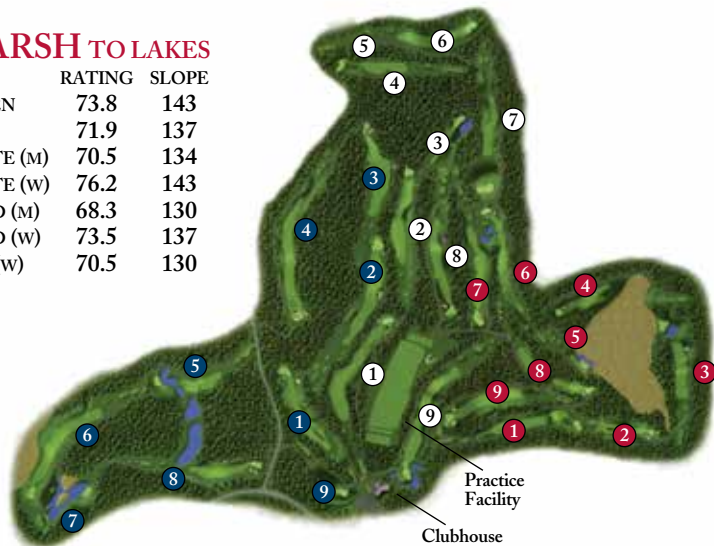 ARSH TO LAKES
RATING SLOPE
EN 73.8 143
71.9 137
TE (M) 70.5 134
TE (W) 76.2 143
D (M) 68.3 130
D (W) 73.5 137
(W) 70.5 130
5
6
4
7
3
3
2
4
8
2
6
7
4
5
1
8
3
5
9
9
1
1
2
6
8
9
7
Practice
Facility
Clubhouse